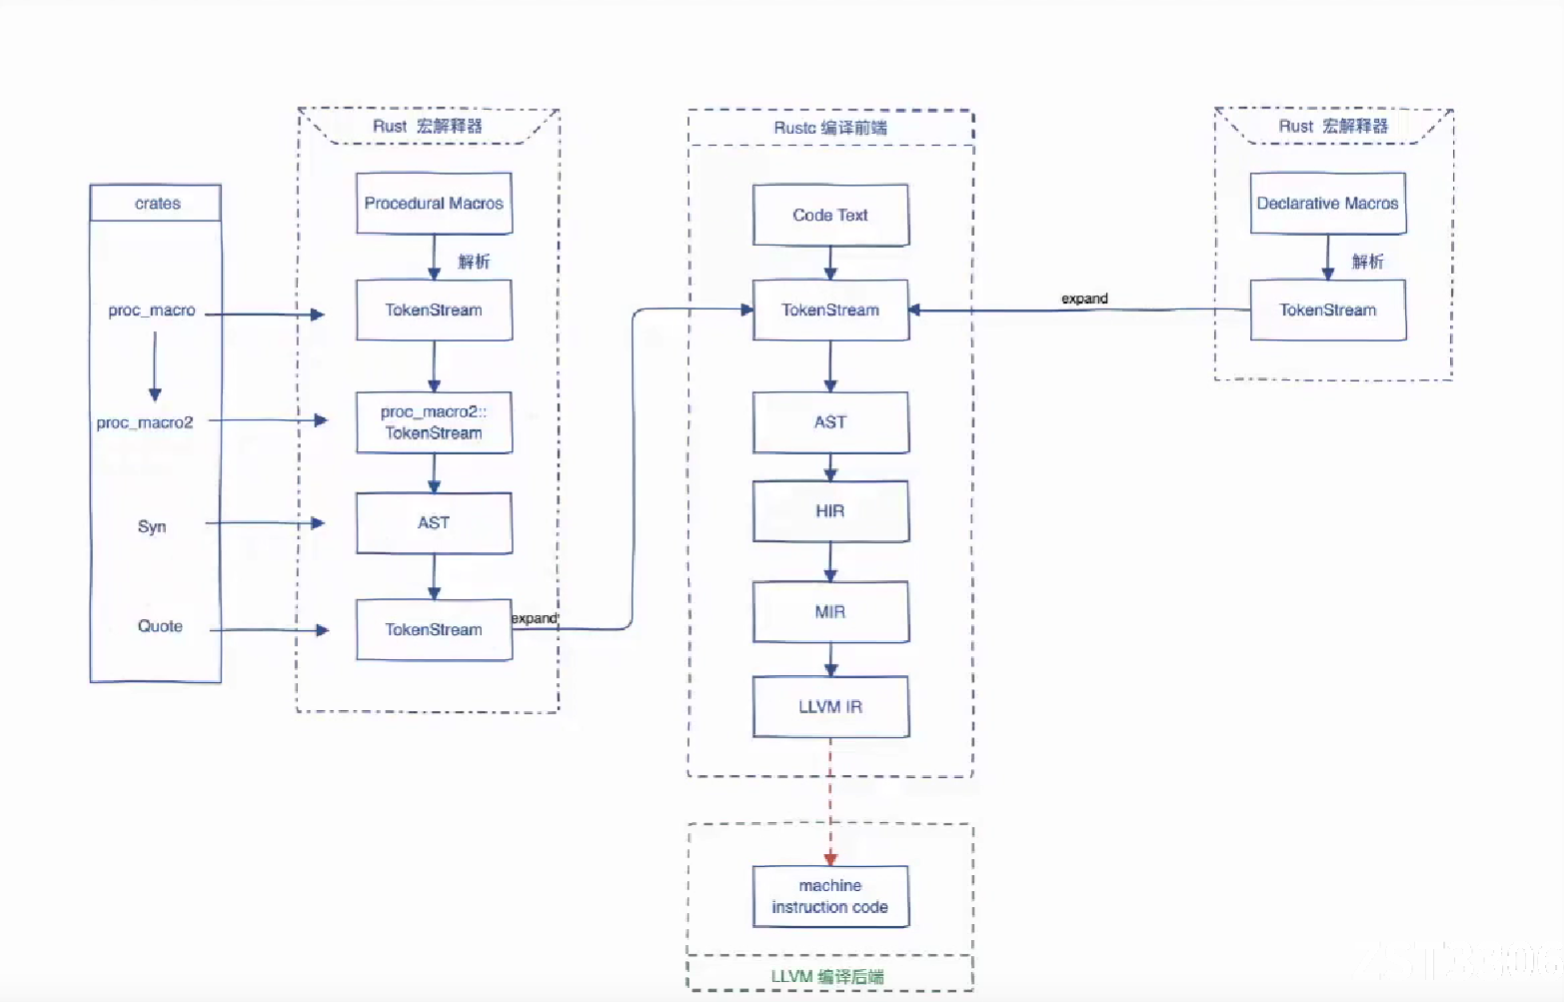 crates
proc_macro
proc_macro2
Syn
Quote
Rust 宏解释器
Procedural Macros
解析
TokenStream
proc_macro2::
TokenStream
AST
TokenStream
expand
Rustc 编译前端
Code Text
TokenStream
AST
HIR
MIR
LLVM IR
machine
instruction code
LLVM 编译后端
expand
Rust 宏解释器
Declarative Macros
解析
TokenStream